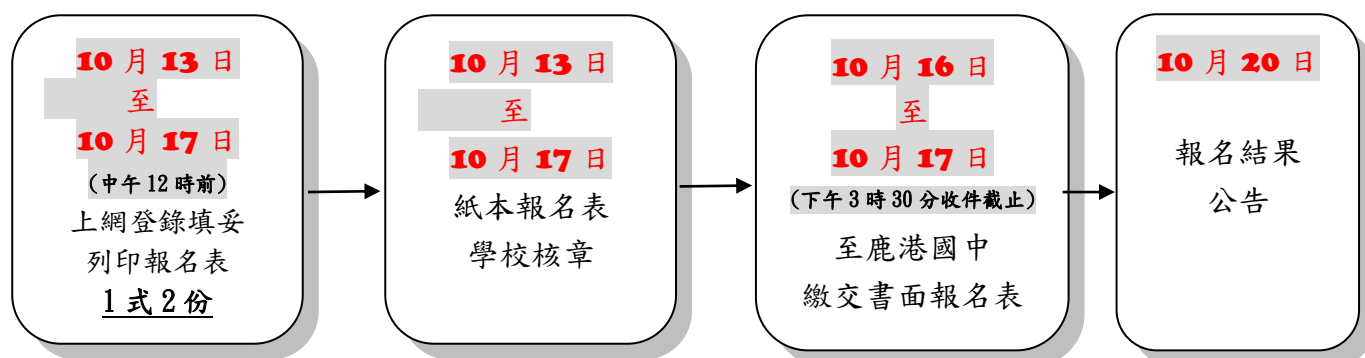 10 月 13 日
至
10 月 17 日
(中午 12 時前)
上網登錄填妥
列印報名表
1 式 2 份
10 月 13 日
至
10 月 17 日
紙本報名表
學校核章
10 月 16 日
至
10 月 17 日
(下午 3 時 30 分收件截止)
至鹿港國中
繳交書面報名表
10 月 20 日
報名結果
公告